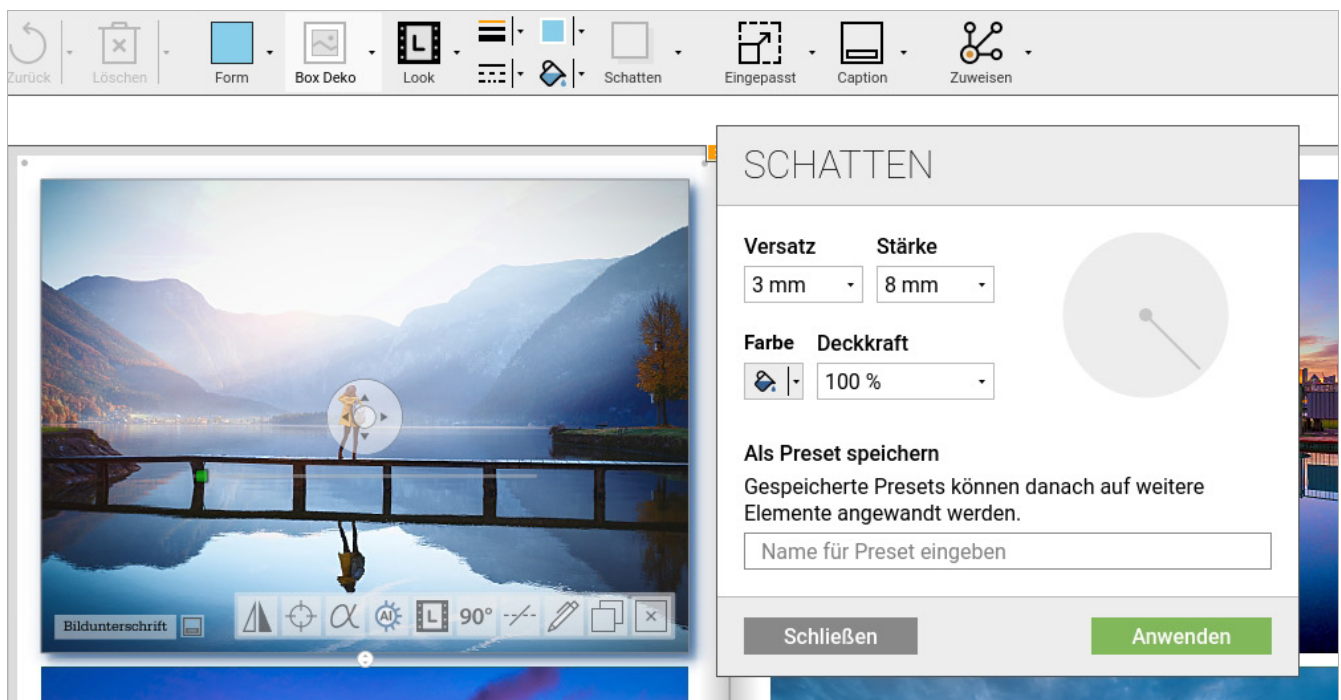 Zurück
Löschen
Form
Box Deko
L
Look
Schatten
Eingepasst
Caption
Zuweisen
SCHATTEN
Versatz Stärke
3 mm 8 mm
Farbe Deckkraft
100 %
Als Preset speichern
Gespeicherte Presets können danach auf weitere
Elemente angewandt werden.
Name für Preset eingeben
Schließen Anwenden
Bildunterschrift
α AI L 90°